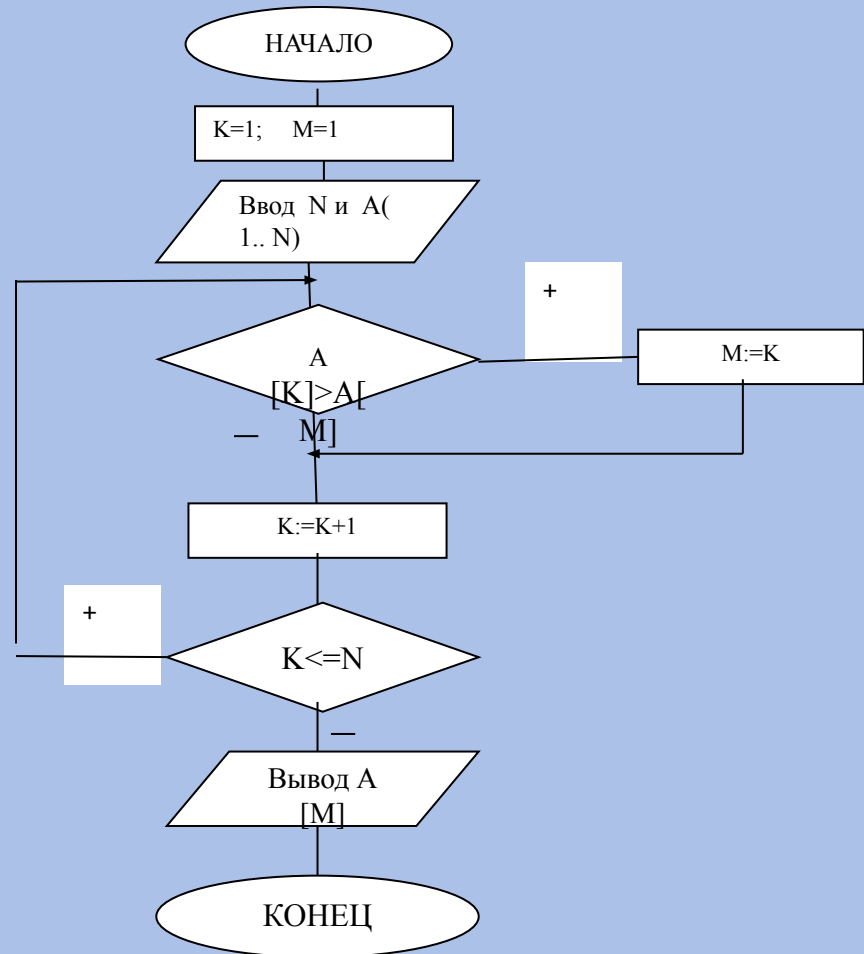 НАЧАЛО
K=1; M=1
Ввод N и A(
1.. N)
+
A
[K]>A[
M]
—
M:=K
K:=K+1
+
K<=N
—
Вывод A
[M]
КОНЕЦ